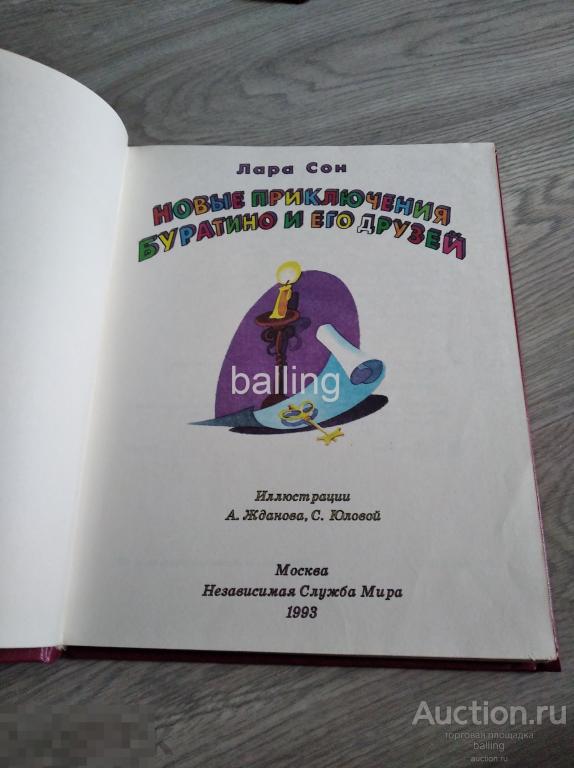 Лара Сон
НОВЫЕ ПРИКЛЮЧЕНИЯ
БУРАТИНО И ЕГО ДРУЗЕЙ
balling
Иллюстрации
А. Жданова, С. Юловой
Москва
Независимая Служба Мира
1993
Auction.ru
торговая площадка
balling
auction.ru